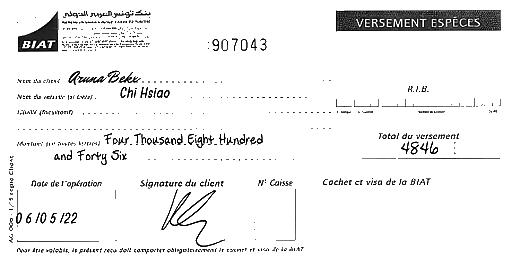 بنك تونس العربي الدولي
BIAT
VERSEMENT ESPÈCES
907043
Nom du client Aruna Beku
Nom du remettant (si tiers) Chi Hsiao
R.I.B.
Libellé (facultatif)
Montant (en toutes lettres) Four Thousand Eight Hundred
and Forty Six
Total du versement
4846
Date de l'opération
Signature du client
N° Caisse
Cachet et visa de la BIAT
06/05/22
Pour être valable, le présent reçu doit comporter obligatoirement le cachet et visa de la BIAT